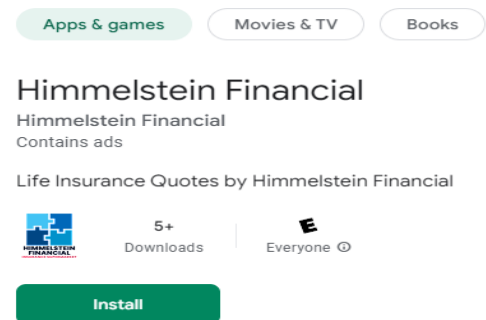 Apps & games Movies & TV Books
Himmelstein Financial
Himmelstein Financial
Contains ads
Life Insurance Quotes by Himmelstein Financial
HIMMELSTEIN
FINANCIAL
5+
E
Downloads
Everyone
Install